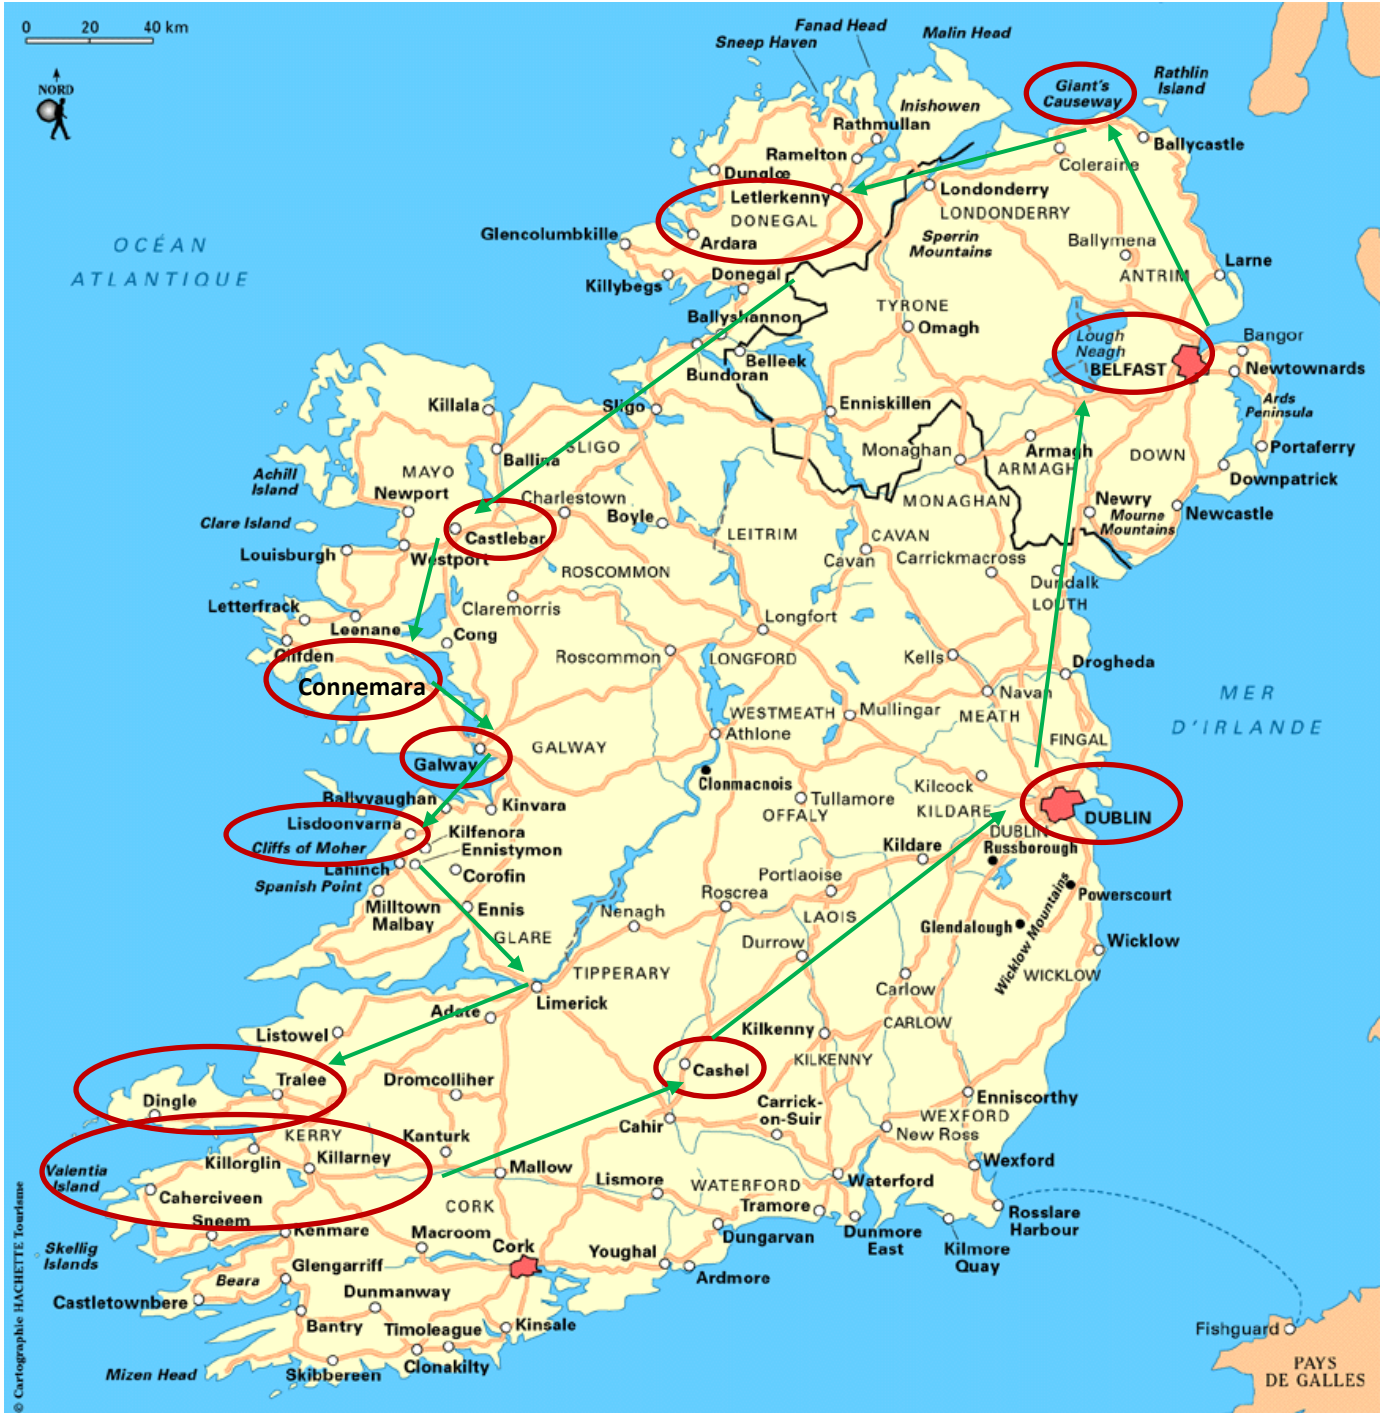 0 20 40 km
NORD
Fanad Head
Sneep Haven
Malin Head
Rathlin
Island
Giant's
Causeway
Inishowen
Rathmullan
Ballycastle
Ramelton
Coleraine
Dungloe
Letlerkenny
Londonderry
DONEGAL
LONDONDERRY
Glencolumbkille
Ardara
Sperrin
Mountains
Ballymena
OCÉAN
ATLANTIQUE
Killybegs
Donegal
ANTRIM
Larne
TYRONE
Ballyshannon
Omagh
Lough
Neagh
Bangor
Belleek
BELFAST
Newtownards
Bundoran
Ards
Peninsula
Killala
Sligo
Enniskillen
SLIGO
Monaghan
Armagh
ARMAGH
DOWN
Portaferry
Ballina
Downpatrick
Achill
Island
MAYO
Newport
Charlestown
MONAGHAN
Newry
Mourne
Mountains
Newcastle
Clare Island
Boyle
LEITRIM
CAVAN
Castlebar
Louisburgh
Westport
Cavan
Carrickmacross
ROSCOMMON
Dundalk
LOUTH
Letterfrack
Claremorris
Longford
Leenane
Cong
Clifden
Roscommon
LONGFORD
Kells
Drogheda
Connemara
Navan
MER
D'IRLANDE
WESTMEATH
Mullingar
MEATH
Athlone
FINGAL
GALWAY
Galway
Clonmacnois
Kilcock
Ballyvaughan
Kinvara
Tullamore
OFFALY
KILDARE
DUBLIN
Lisdoonvarna
Kilfenora
DUBLIN
Cliffs of Moher
Ennistymon
Kildare
Russborough
Lahinch
Corofin
Portlaoise
Spanish Point
Roscrea
Powerscourt
Milltown
Malbay
Ennis
Nenagh
LAOIS
Glendalough
Wicklow Mountains
GLARE
Durrow
Wicklow
TIPPERARY
WICKLOW
Limerick
Carlow
Adate
Listowel
Kilkenny
CARLOW
KILKENNY
Cashel
Tralee
Dromcolliher
Dingle
Carrick-
on-Suir
Enniscorthy
WEXFORD
Cahir
New Ross
KERRY
Kanturk
Killorglin
Killarney
Mallow
Wexford
Valentia
Island
Lismore
WATERFORD
Waterford
Caherciveen
CORK
Tramore
Rosslare
Harbour
Sneem
Kenmare
Macroom
Cork
Youghal
Dungarvan
Dunmore
East
Kilmore
Quay
Skellig
Islands
Glengarriff
Ardmore
Beara
Castletownbere
Dunmanway
Bantry
Timoleague
Kinsale
Fishguard
Mizen Head
Skibbereen
Clonakilty
PAYS
DE GALLES
© Cartographie HACHETTE Tourisme